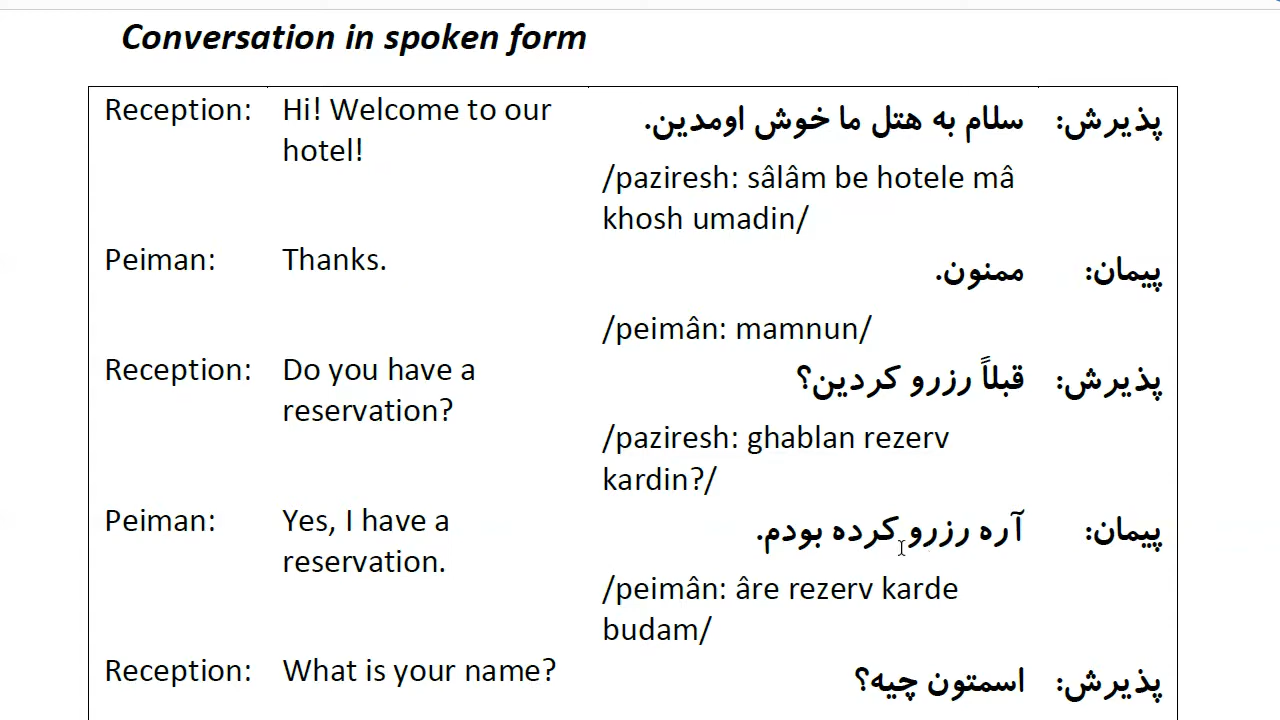 Conversation in spoken form
Reception: Hi! Welcome to our سلام به هتل ما خوش اومدین. پذیرش:
hotel!
/paziresh: sâlâm be hotele mâ
khosh umadin/
Peiman: Thanks. ممنون. پیمان:
/peimân: mamnun/
Reception: Do you have a قبلاً رزرو کردین؟ پذیرش:
reservation?
/paziresh: ghablan rezerv
kardin?/
Peiman: Yes, I have a آره رزرو کرده بودم. پیمان:
reservation.
/peimân: âre rezerv karde
budam/
Reception: What is your name? اسمتون چیه؟ پذیرش: